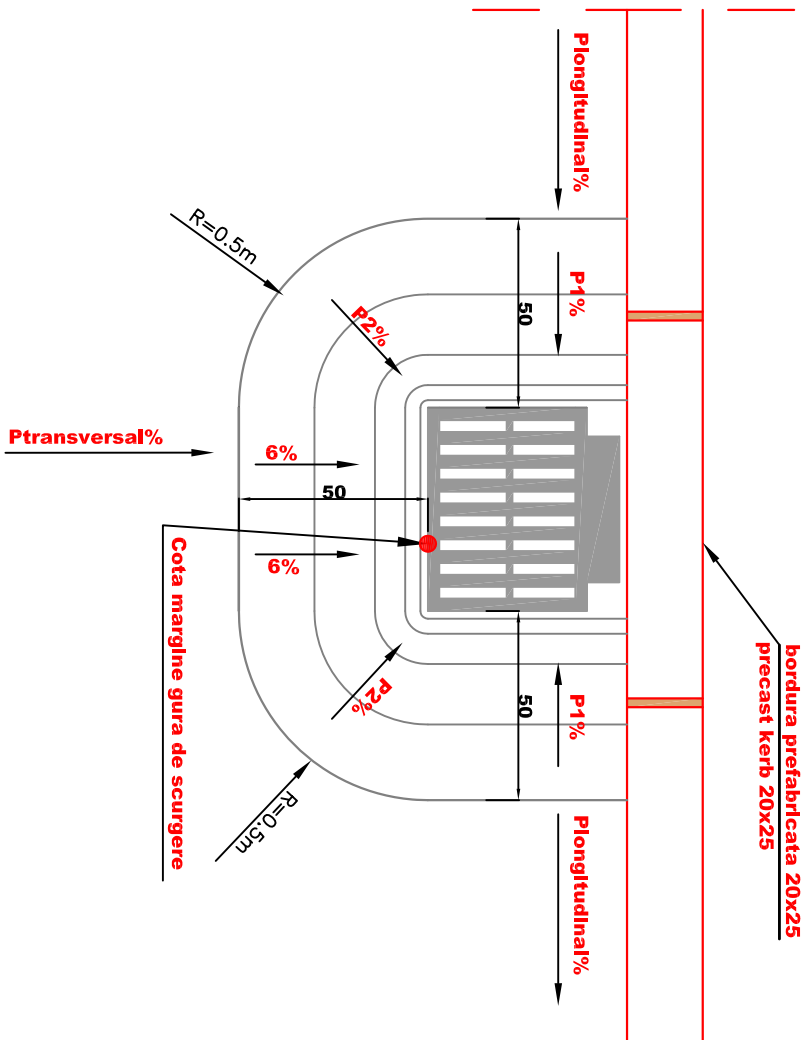 Plongitudinal%
R=0.5m
P1%
50
P2%
Ptransversal%
6%
50
6%
Cota margine gura de scurgere
P2%
50
P1%
R=0.5m
Plongitudinal%
bordura prefabricata 20x25
precast kerb 20x25